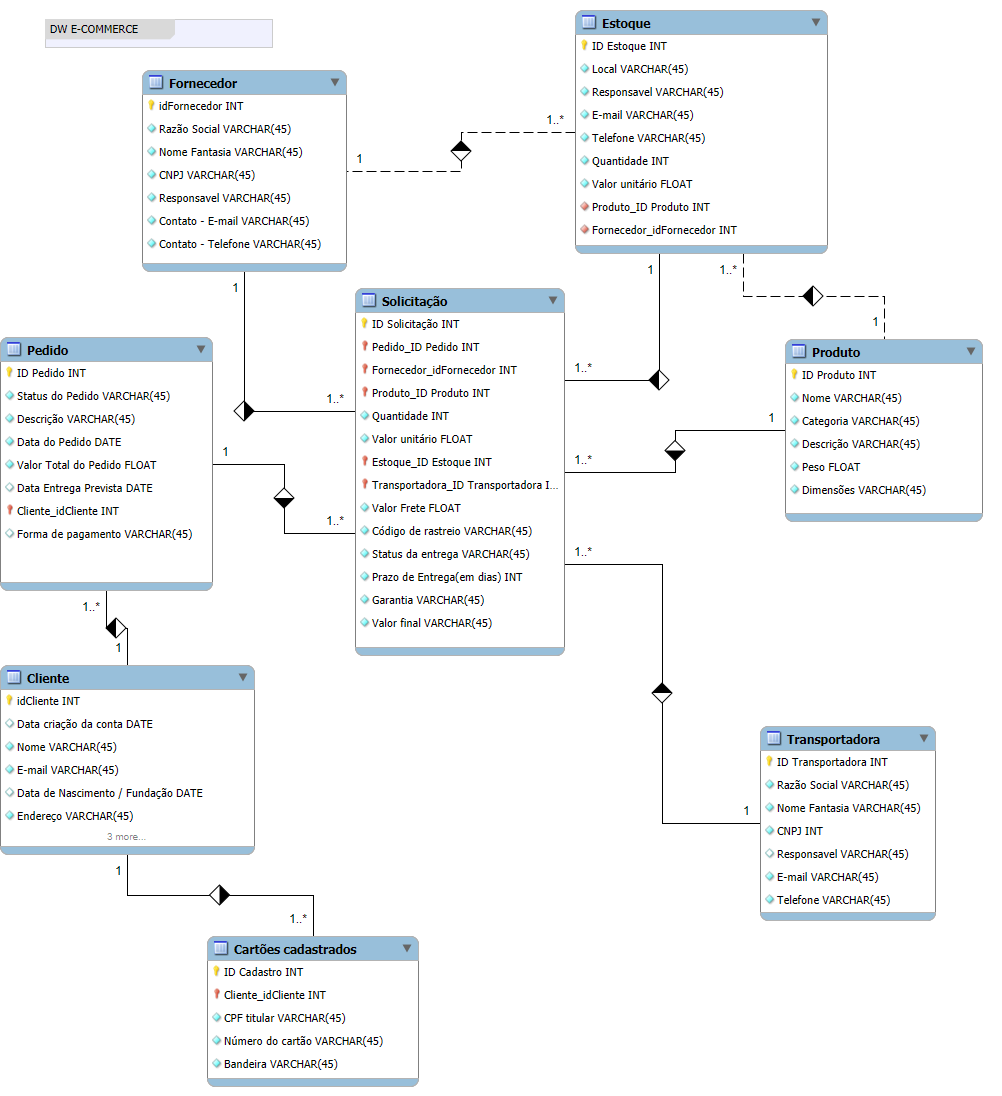 DW E-COMMERCE
Estoque
ID Estoque INT
Local VARCHAR(45)
Responsavel VARCHAR(45)
E-mail VARCHAR(45)
Telefone VARCHAR(45)
Quantidade INT
Valor unitário FLOAT
Produto_ID Produto INT
Fornecedor_idFornecedor INT
Fornecedor
idFornecedor INT
Razão Social VARCHAR(45)
Nome Fantasia VARCHAR(45)
CNPJ VARCHAR(45)
Responsavel VARCHAR(45)
Contato - E-mail VARCHAR(45)
Contato - Telefone VARCHAR(45)
1
1..*
1
1..*
1
1..*
1
1..*
1
Solicitação
ID Solicitação INT
Pedido_ID Pedido INT
Fornecedor_idFornecedor INT
Produto_ID Produto INT
Quantidade INT
Valor unitário FLOAT
Estoque_ID Estoque INT
Transportadora_ID Transportadora I...
Valor Frete FLOAT
Código de rastreio VARCHAR(45)
Status da entrega VARCHAR(45)
Prazo de Entrega(em dias) INT
Garantia VARCHAR(45)
Valor final VARCHAR(45)
Pedido
ID Pedido INT
Status do Pedido VARCHAR(45)
Descrição VARCHAR(45)
Data do Pedido DATE
Valor Total do Pedido FLOAT
Data Entrega Prevista DATE
Cliente_idCliente INT
Forma de pagamento VARCHAR(45)
Produto
ID Produto INT
Nome VARCHAR(45)
Categoria VARCHAR(45)
Descrição VARCHAR(45)
Peso FLOAT
Dimensões VARCHAR(45)
1
1..*
1
1..*
1..*
1
1..*
1
Cliente
idCliente INT
Data criação da conta DATE
Nome VARCHAR(45)
E-mail VARCHAR(45)
Data de Nascimento / Fundação DATE
Endereço VARCHAR(45)
3 more...
Transportadora
ID Transportadora INT
Razão Social VARCHAR(45)
Nome Fantasia VARCHAR(45)
CNPJ INT
Responsavel VARCHAR(45)
E-mail VARCHAR(45)
Telefone VARCHAR(45)
1
1..*
Cartões cadastrados
ID Cadastro INT
Cliente_idCliente INT
CPF titular VARCHAR(45)
Número do cartão VARCHAR(45)
Bandeira VARCHAR(45)